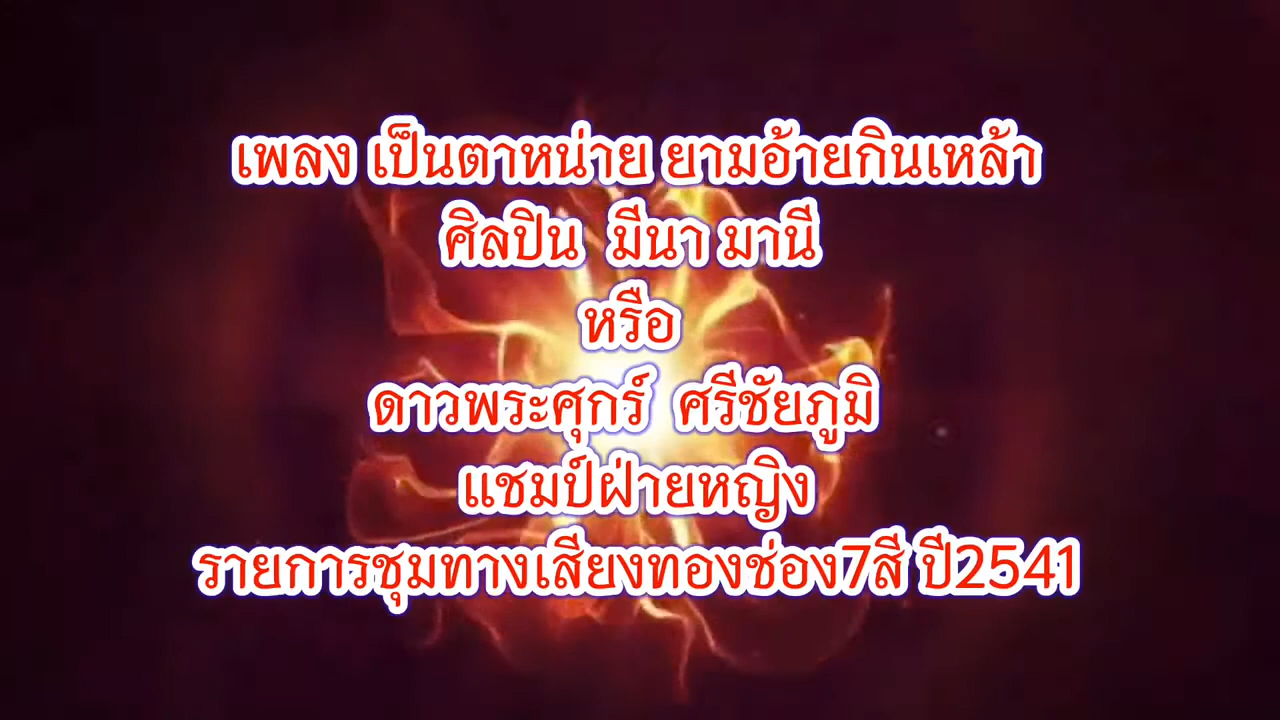 เพลง เป็นตาหน่าย ยามอ้ายกินเหล้า
ศิลปิน มีนา มานี
หรือ
ดาวพระศุกร์ ศรีชัยภูมิ
แชมป์ฝ่ายหญิง
รายการชุมทางเสียงทองช่อง7สี ปี2541